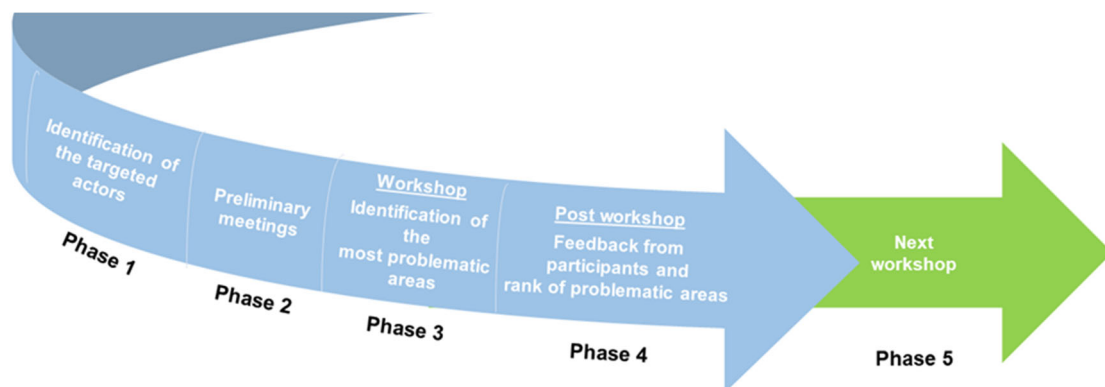 Identification of
the targeted
actors
Phase 1
Preliminary
meetings
Phase 2
Workshop
Identification of
the
most problematic
areas
Phase 3
Post workshop
Feedback from
participants and
rank of problematic areas
Phase 4
Next
workshop
Phase 5